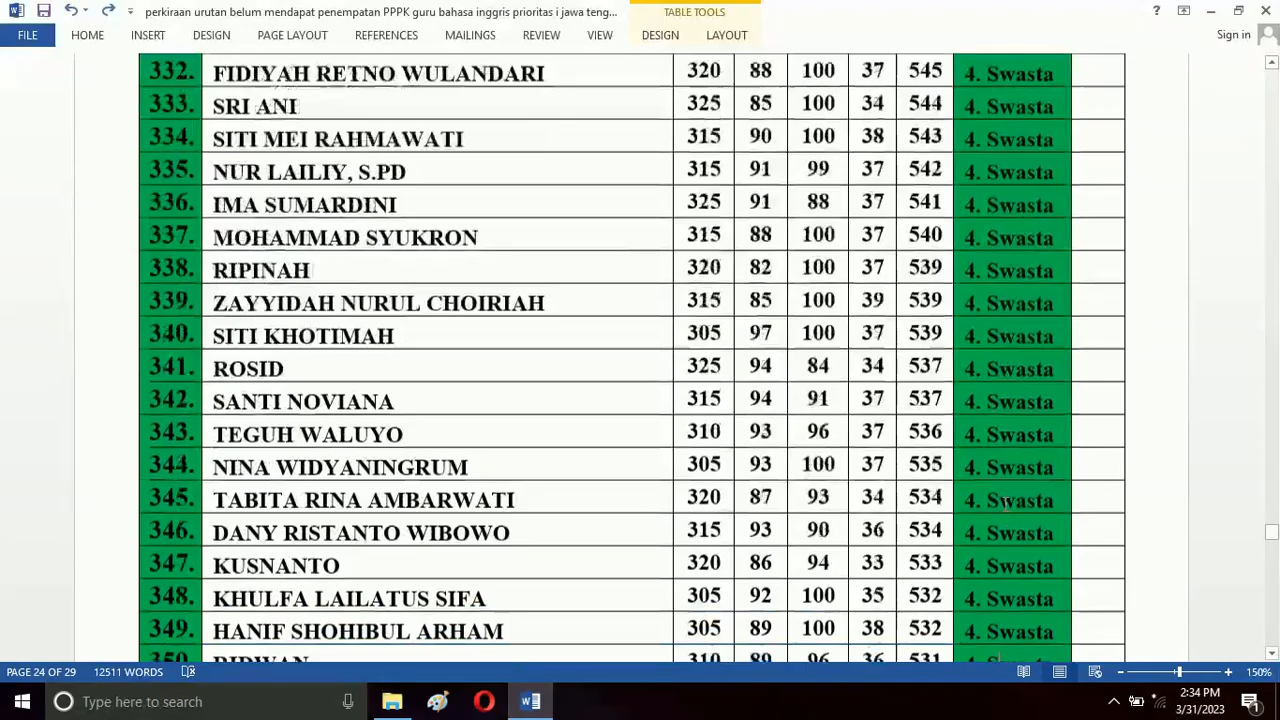 perkiraan urutan belum mendapat penempatan PPPK guru bahasa inggris prioritas i jawa teng...
TABLE TOOLS
?
FILE HOME INSERT DESIGN PAGE LAYOUT REFERENCES MAILINGS REVIEW VIEW DESIGN LAYOUT Sign in
332. FIDIYAH RETNO WULANDARI 320 88 100 37 545 4. Swasta
333. SRI ANI 325 85 100 34 544 4. Swasta
334. SITI MEI RAHMAWATI 315 90 100 38 543 4. Swasta
335. NUR LAILIY, S.PD 315 91 99 37 542 4. Swasta
336. IMA SUMARDINI 325 91 88 37 541 4. Swasta
337. MOHAMMAD SYUKRON 315 88 100 37 540 4. Swasta
338. RIPINAH 320 82 100 37 539 4. Swasta
339. ZAYYIDAH NURUL CHOIRIAH 315 85 100 39 539 4. Swasta
340. SITI KHOTIMAH 305 97 100 37 539 4. Swasta
341. ROSID 325 94 84 34 537 4. Swasta
342. SANTI NOVIANA 315 94 91 37 537 4. Swasta
343. TEGUH WALUYO 310 93 96 37 536 4. Swasta
344. NINA WIDYANINGRUM 305 93 100 37 535 4. Swasta
345. TABITA RINA AMBARWATI 320 87 93 34 534 4. Swasta
346. DANY RISTANTO WIBOWO 315 93 90 36 534 4. Swasta
347. KUSNANTO 320 86 94 33 533 4. Swasta
348. KHULFA LAILATUS SIFA 305 92 100 35 532 4. Swasta
349. HANIF SHOHIBUL ARHAM 305 89 100 38 532 4. Swasta
350. RIDWAN 310 89 96 36 531 4. Swasta
PAGE 24 OF 29 12511 WORDS 150%
Type here to search
2:34 PM
3/31/2023